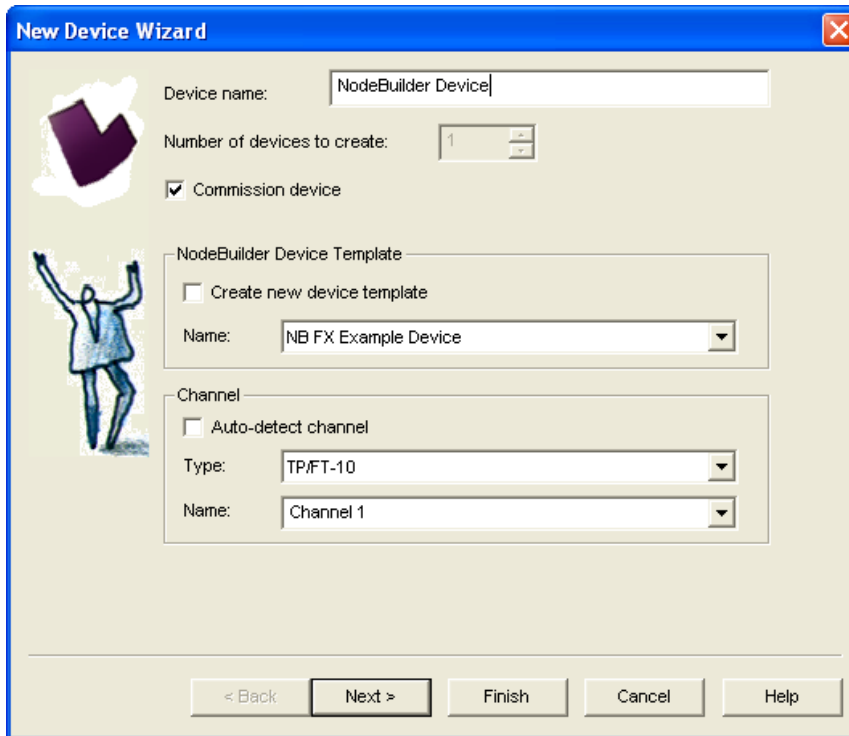 New Device Wizard
Device name: NodeBuilder Device
Number of devices to create: 1
Commission device
NodeBuilder Device Template
Create new device template
Name: NB FX Example Device
Channel
Auto-detect channel
Type: TP/FT-10
Name: Channel 1
< Back Next > Finish Cancel Help